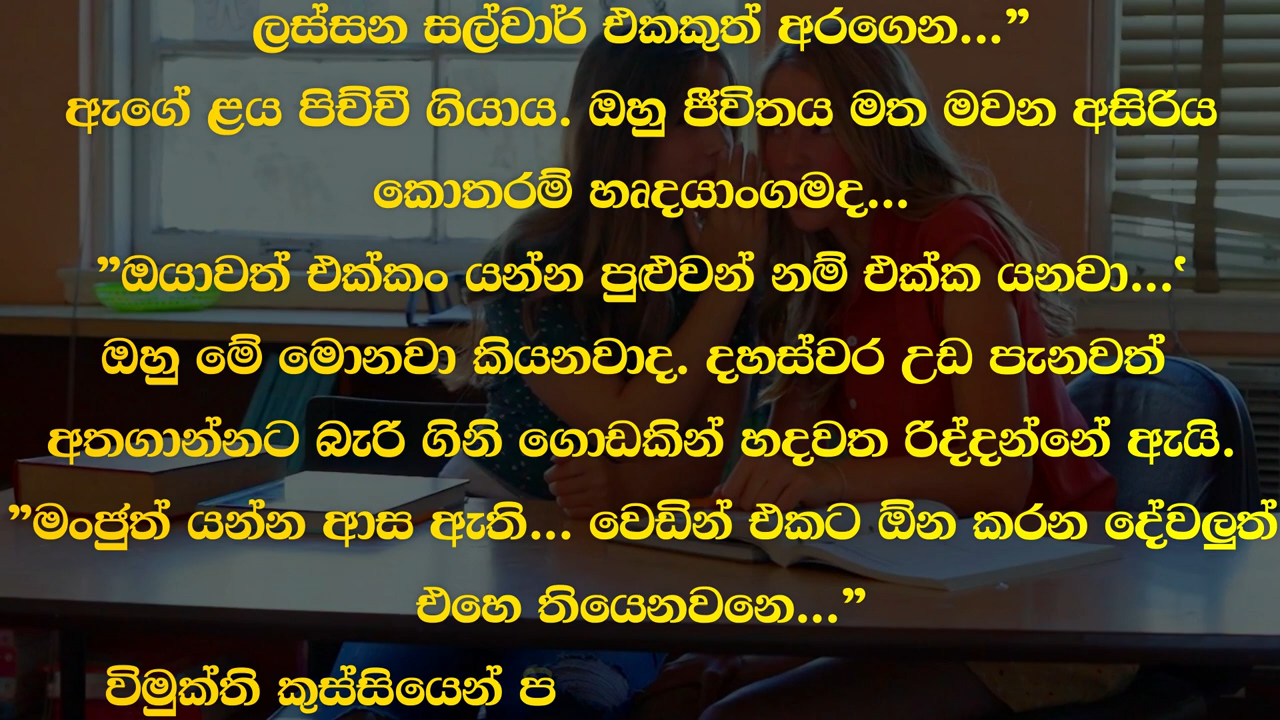 ලස්සන සල්වාර් එකකුත් අරගෙන...”
ඇගේ ළය පිච්චී ගියාය. ඔහු ජීවිතය මත මවන අසිරිය
කොතරම් හෘදයාංගමද...
”ඔයාවත් එක්කං යන්න පුළුවන් නම් එක්ක යනවා...‛
ඔහු මේ මොනවා කියනවාද. දහස්වර උඩ පැනවත්
අතගාන්නට බැරි ගිනි ගොඩකින් හදවත රිද්දන්නේ ඇයි.
”මංජුත් යන්න ආස ඇති... වෙඩින් එකට ඕන කරන දේවලුත්
එහෙ තියෙනවනෙ...”
විමුක්ති කුස්සියෙන් ප